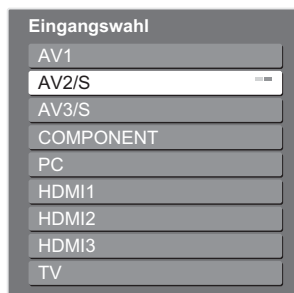 Eingangswahl
AV1
AV2/S
AV3/S
COMPONENT
PC
HDMI1
HDMI2
HDMI3
TV